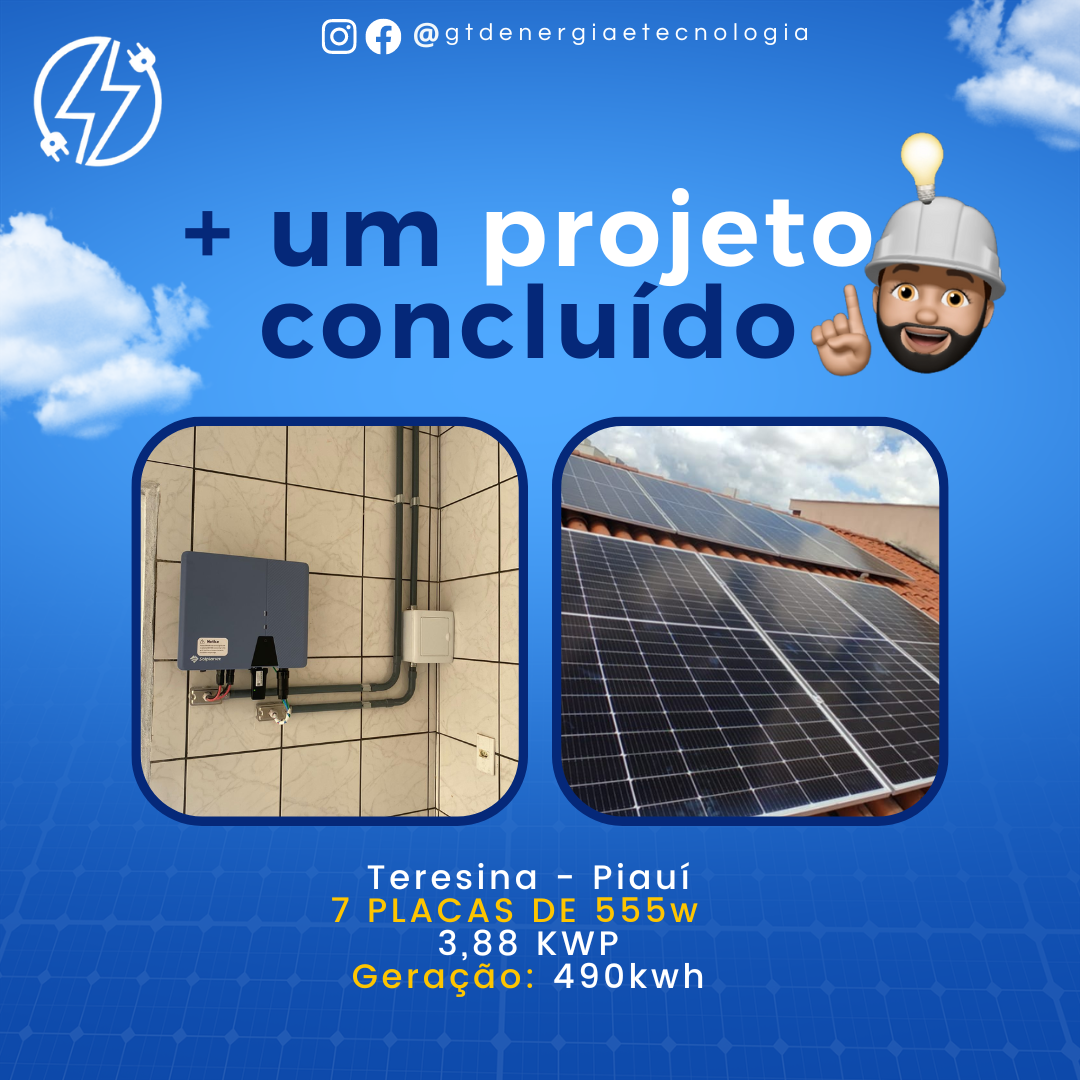 @gtdenergiaetecnologia
+ um projeto
concluído
Teresina - Piauí
7 PLACAS DE 555w
3,88 KWP
Geração: 490kwh